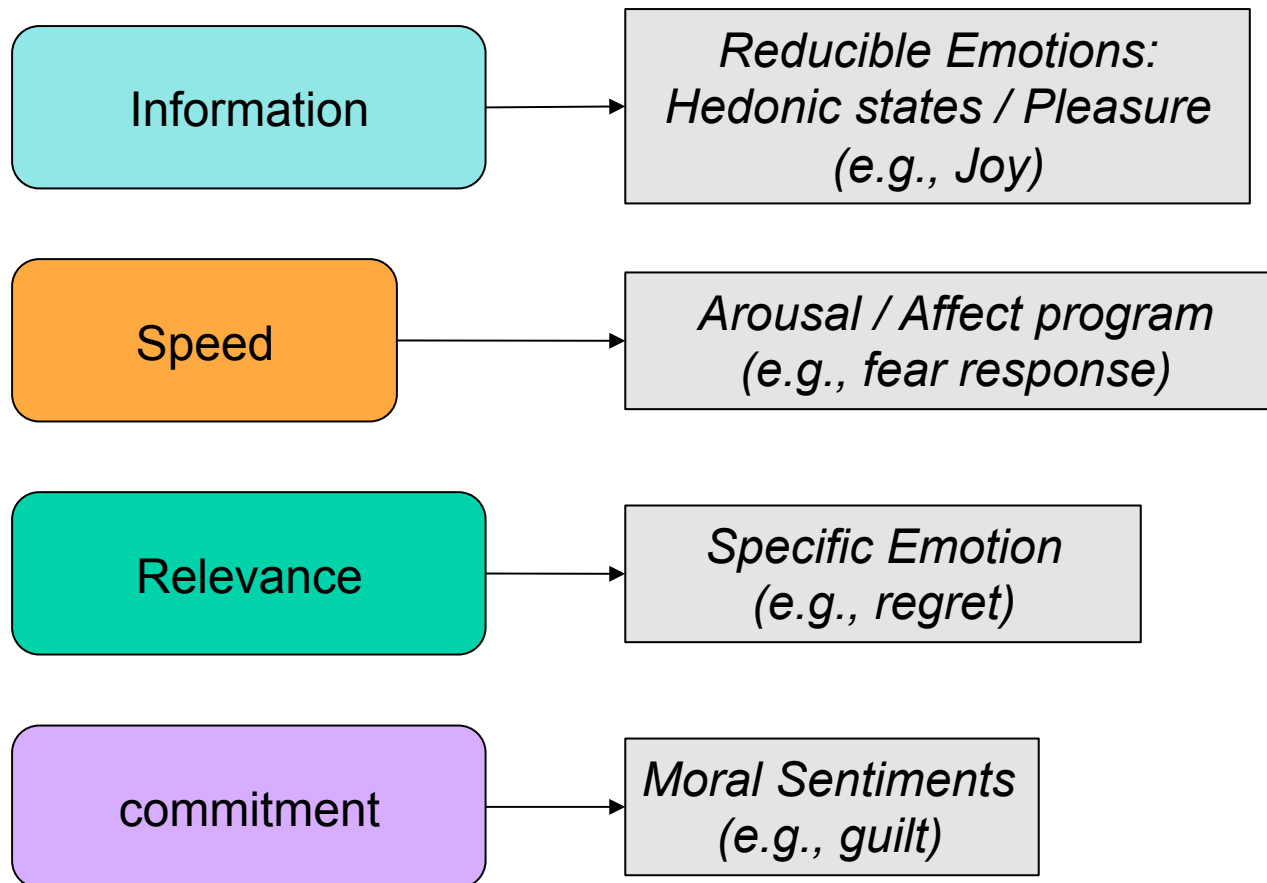 Information
Reducible Emotions:
Hedonic states / Pleasure
(e.g., Joy)
Speed
Arousal / Affect program
(e.g., fear response)
Relevance
Specific Emotion
(e.g., regret)
commitment
Moral Sentiments
(e.g., guilt)